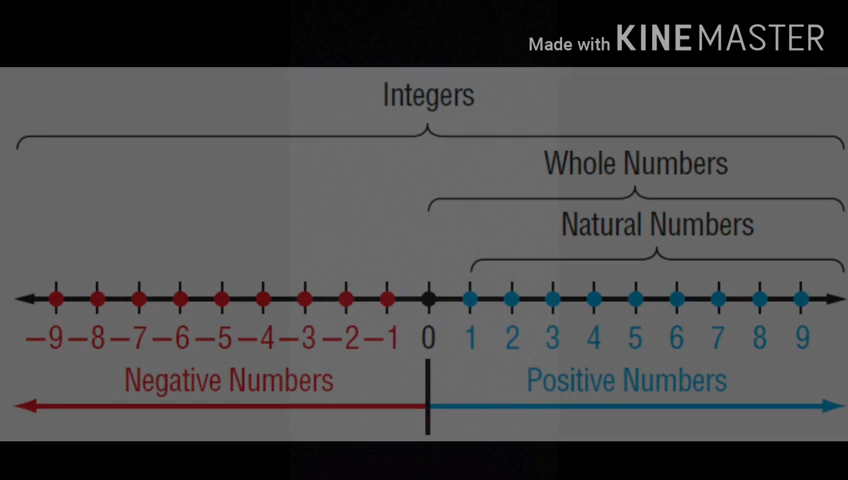 Made with KINEMASTER
Integers
Whole Numbers
Natural Numbers
−9 −8 −7 −6 −5 −4 −3 −2 −1 0 1 2 3 4 5 6 7 8 9
Negative Numbers Positive Numbers